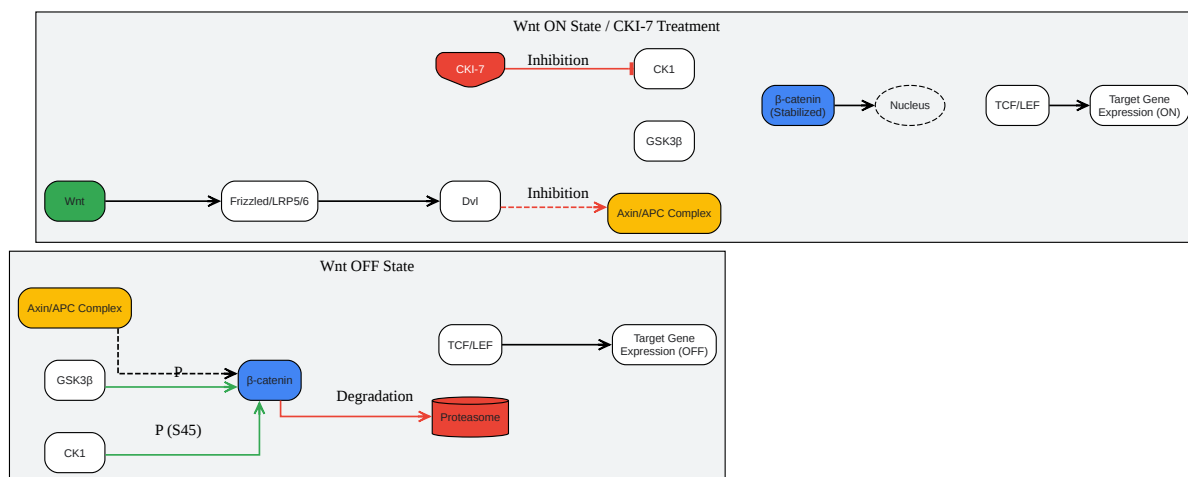 Wnt ON State / CKI-7 Treatment
CKI-7
Inhibition
CK1
β-catenin
(Stabilized)
Nucleus
TCF/LEF
Target Gene
Expression (ON)
GSK3β
Wnt
Frizzled/LRP5/6
Dvl
Inhibition
Axin/APC Complex
Wnt OFF State
Axin/APC Complex
TCF/LEF
Target Gene
Expression (OFF)
GSK3β
P
β-catenin
Degradation
Proteasome
P (S45)
CK1